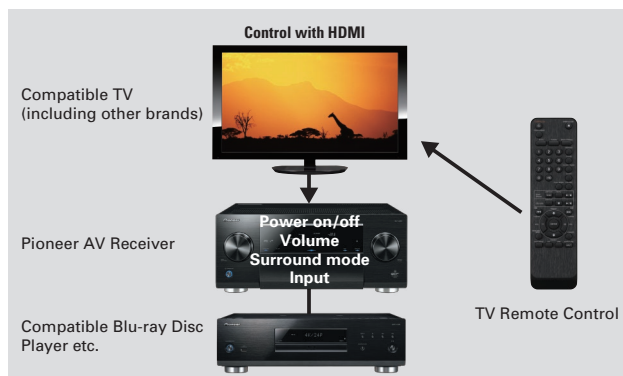 Control with HDMI
Compatible TV
(including other brands)
Pioneer AV Receiver
Power on/off
Volume
Surround mode
Input
TV Remote Control
Compatible Blu-ray Disc
Player etc.